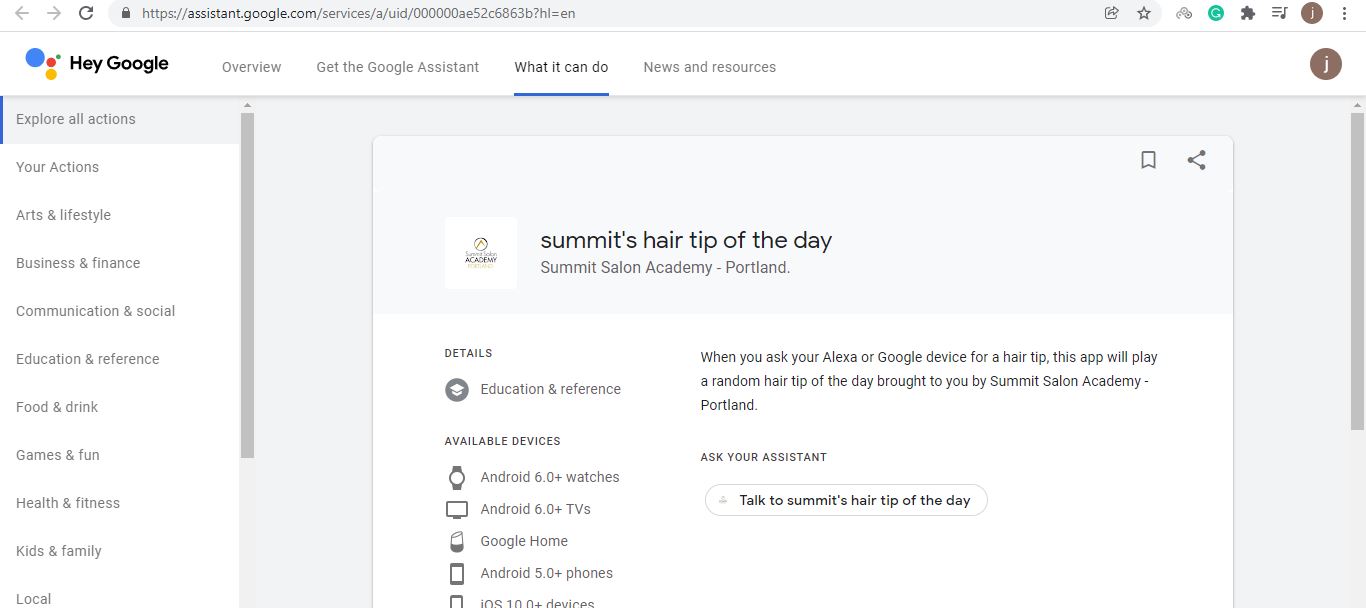 https://assistant.google.com/services/a/uid/000000ae52c6863b?hl=en
j
Hey Google
Overview
Get the Google Assistant
What it can do
News and resources
j
Explore all actions
Your Actions
Arts & lifestyle
Business & finance
Communication & social
Education & reference
Food & drink
Games & fun
Health & fitness
Kids & family
Local
Summit Salon
ACADEMY
PORTLAND
summit's hair tip of the day
Summit Salon Academy - Portland.
DETAILS
Education & reference
AVAILABLE DEVICES
Android 6.0+ watches
Android 6.0+ TVs
Google Home
Android 5.0+ phones
iOS 10.0+ devices
When you ask your Alexa or Google device for a hair tip, this app will play
a random hair tip of the day brought to you by Summit Salon Academy -
Portland.
ASK YOUR ASSISTANT
Talk to summit's hair tip of the day